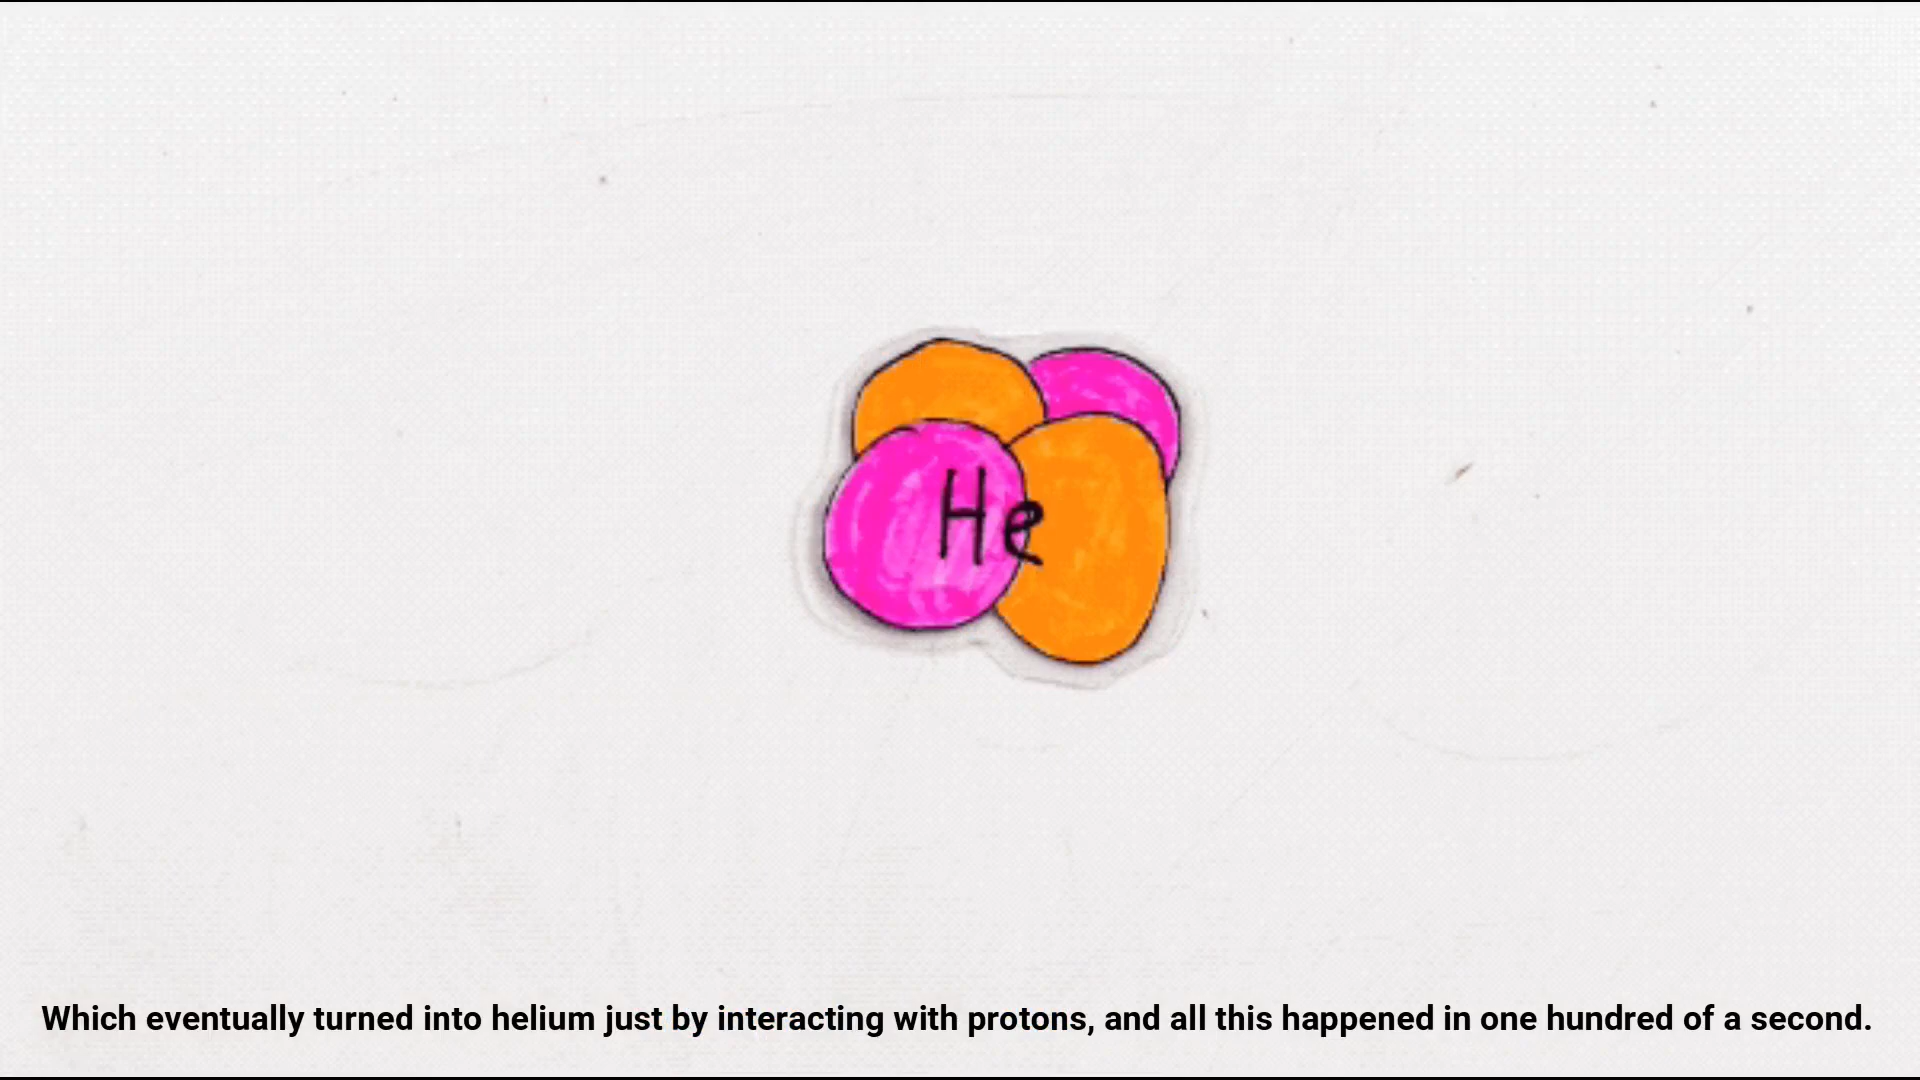 He
Which eventually turned into helium just by interacting with protons, and all this happened in one hundred of a second.